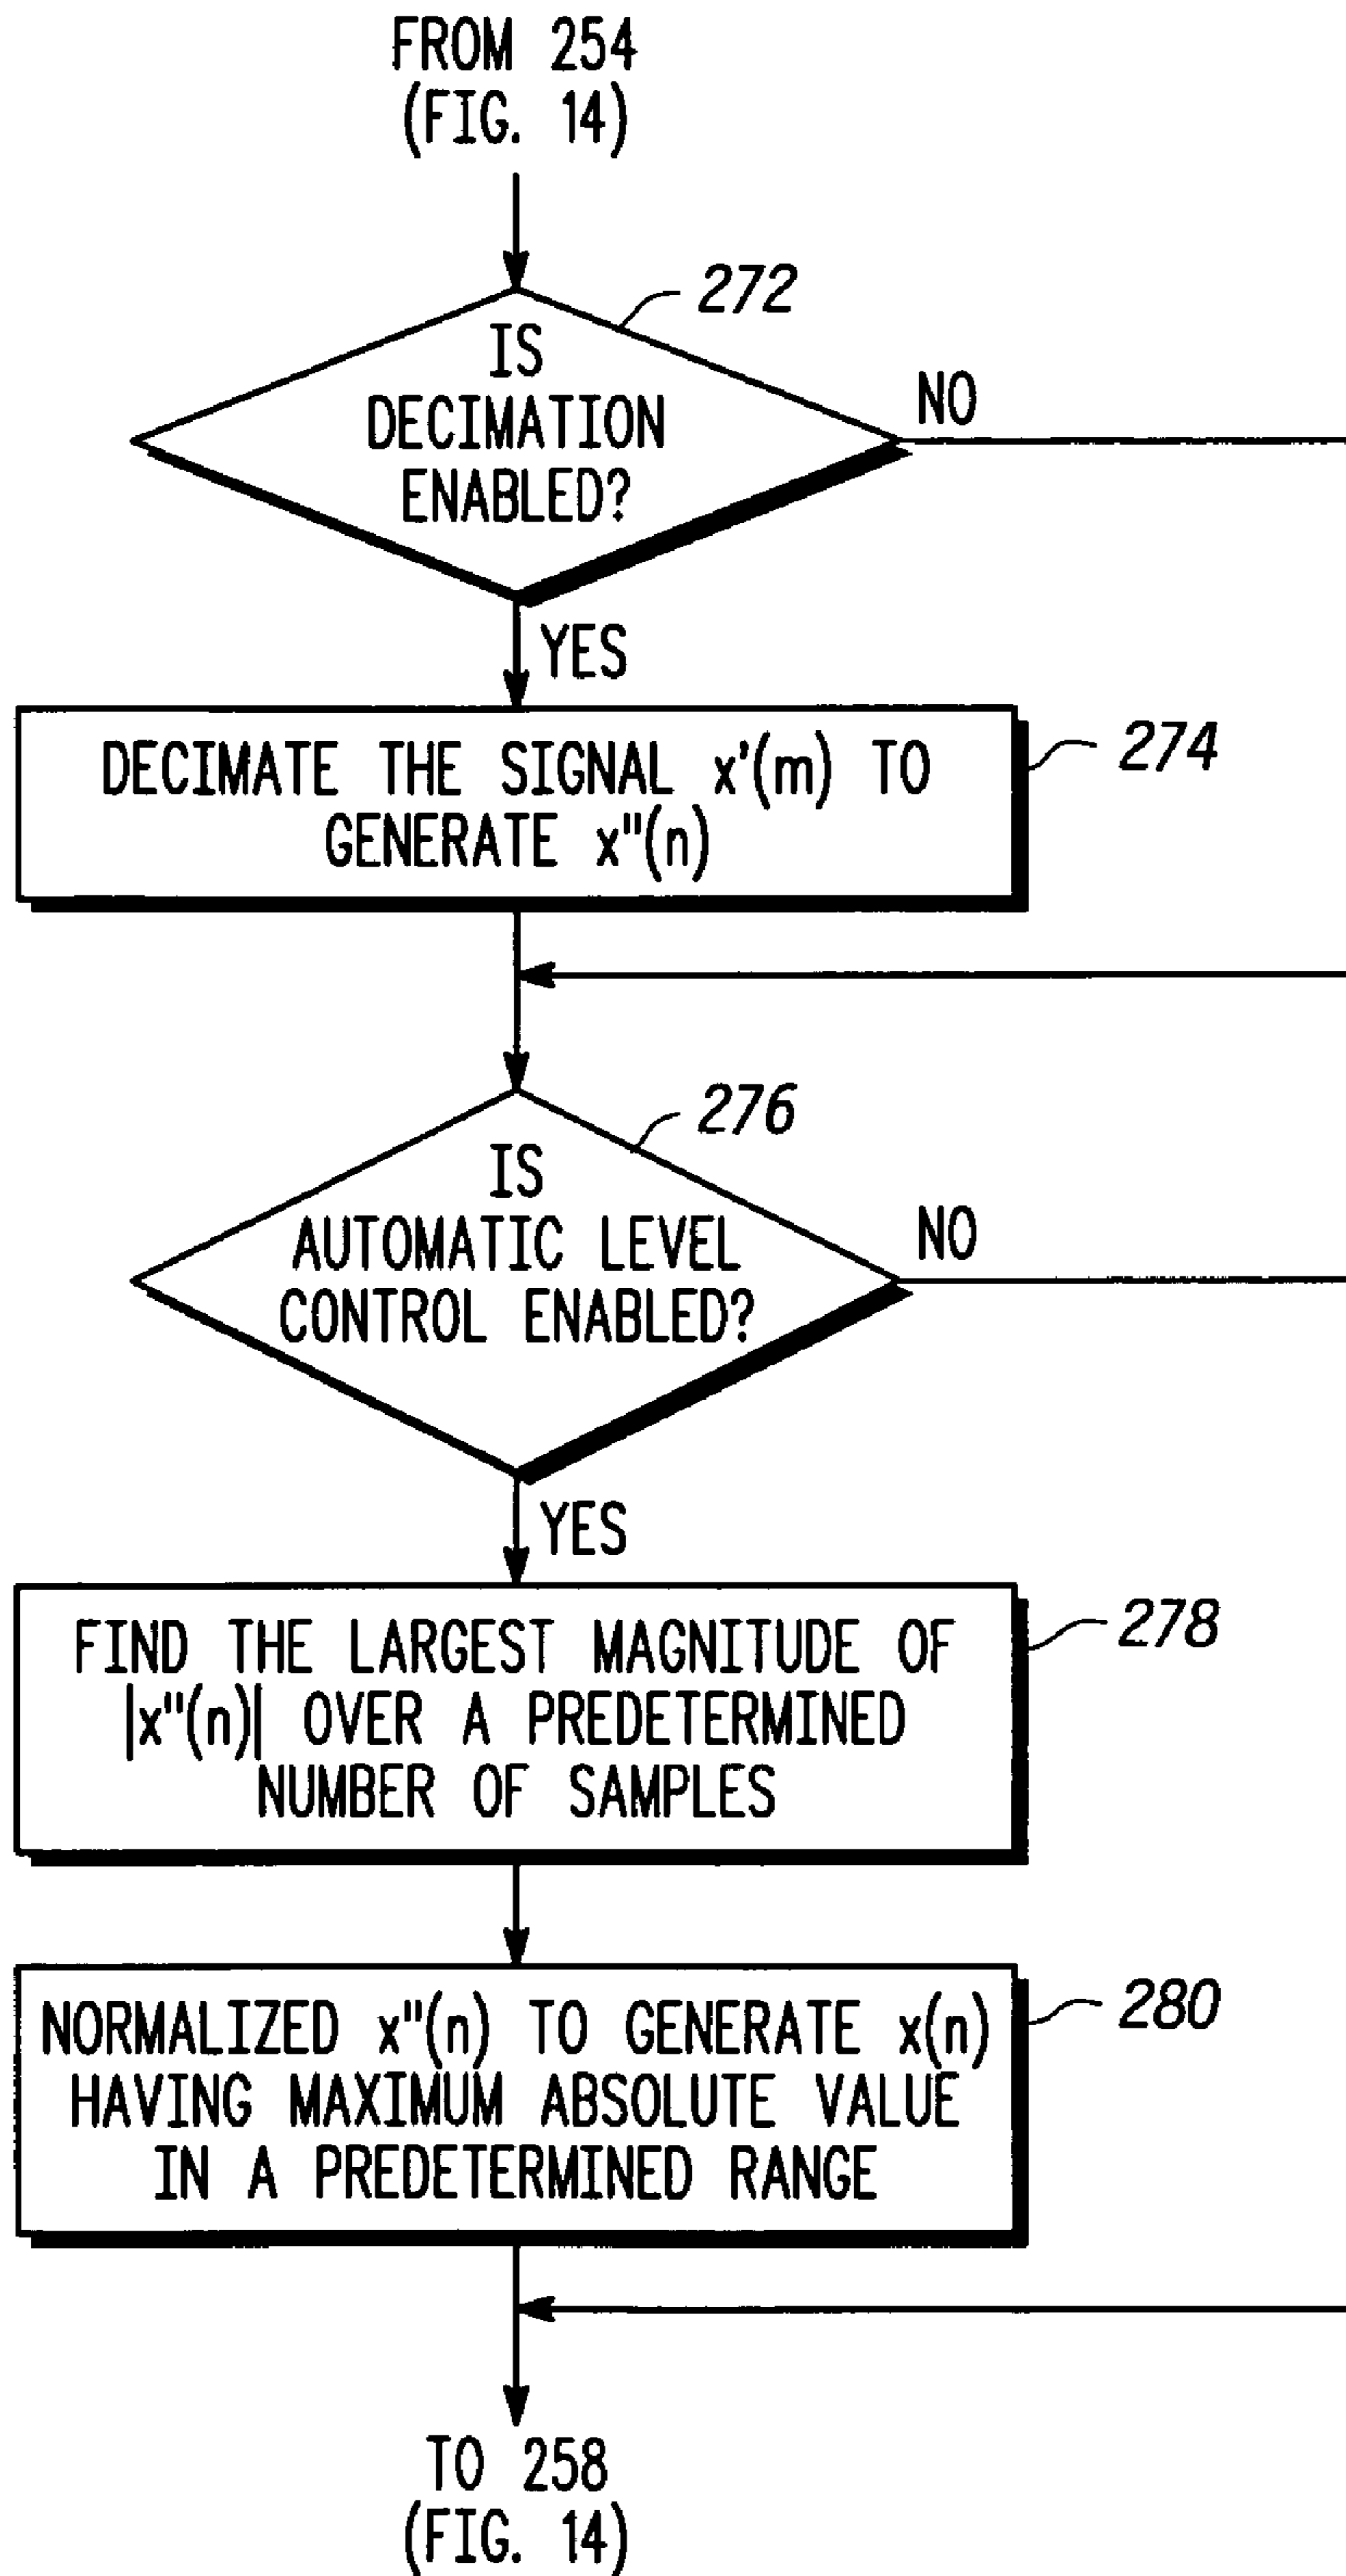 FROM 254
(FIG. 14)
272
IS
DECIMATION
ENABLED?
NO
YES
DECIMATE THE SIGNAL x'(m) TO
GENERATE x"(n)
274
276
IS
AUTOMATIC LEVEL
CONTROL ENABLED?
NO
YES
FIND THE LARGEST MAGNITUDE OF
|x"(n)| OVER A PREDETERMINED
NUMBER OF SAMPLES
278
NORMALIZED x"(n) TO GENERATE x(n)
HAVING MAXIMUM ABSOLUTE VALUE
IN A PREDETERMINED RANGE
280
TO 258
(FIG. 14)